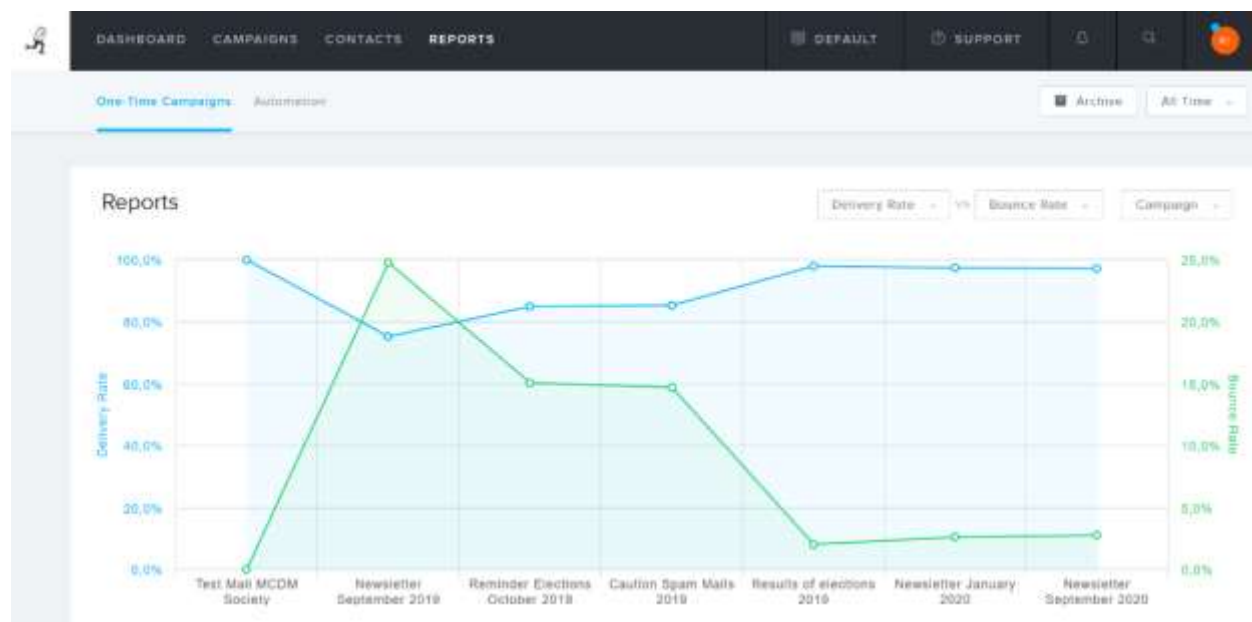 DASHBOARD CAMPAIGNS CONTACTS REPORTS DEFAULT SUPPORT
One-Time Campaigns Automation Archive All Time
Reports Delivery Rate vs Bounce Rate Campaign
100,0% 25,0%
80,0% 20,0%
60,0% 15,0%
40,0% 10,0%
20,0% 5,0%
0,0% 0,0%
Delivery Rate
Bounce Rate
Test Mail MCDM Society
Newsletter September 2019
Reminder Elections October 2019
Caution Spam Mails 2019
Results of elections 2019
Newsletter January 2020
Newsletter September 2020